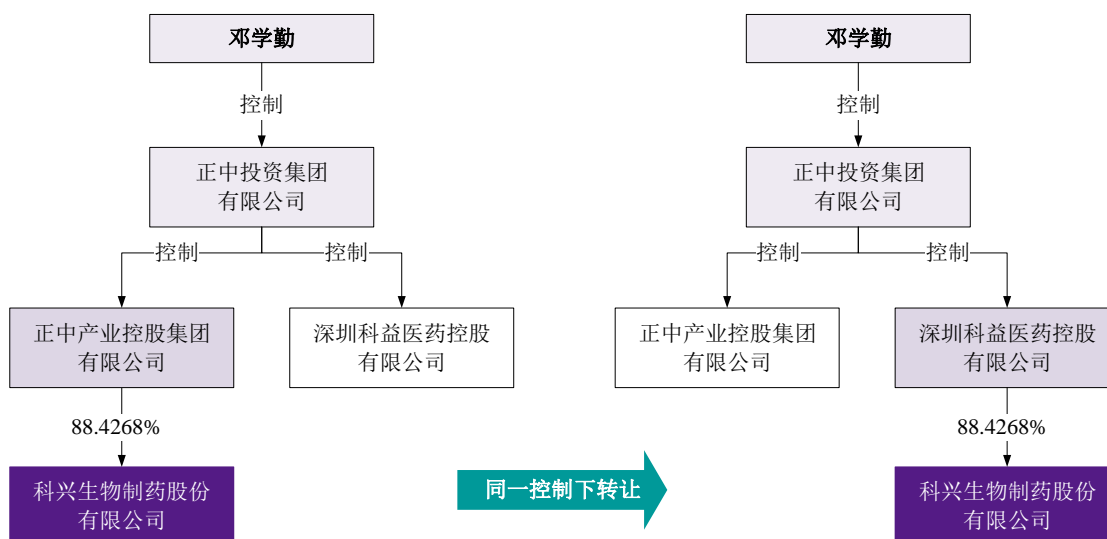 邓学勤
控制
正中投资集团
有限公司
控制
控制
正中产业控股集团
有限公司
深圳科益医药控股
有限公司
88.4268%
科兴生物制药股份
有限公司
同一控制下转让
邓学勤
控制
正中投资集团
有限公司
控制
控制
正中产业控股集团
有限公司
深圳科益医药控股
有限公司
88.4268%
科兴生物制药股份
有限公司